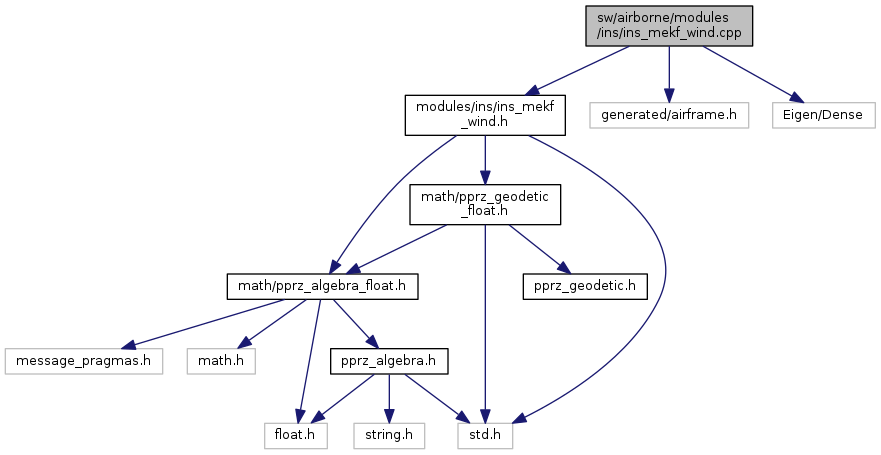 sw/airborne/modules
/ins/ins_mekf_wind.cpp
modules/ins/ins_mekf
_wind.h
generated/airframe.h
Eigen/Dense
math/pprz_geodetic
_float.h
math/pprz_algebra_float.h
pprz_geodetic.h
message_pragmas.h
math.h
pprz_algebra.h
float.h
string.h
std.h